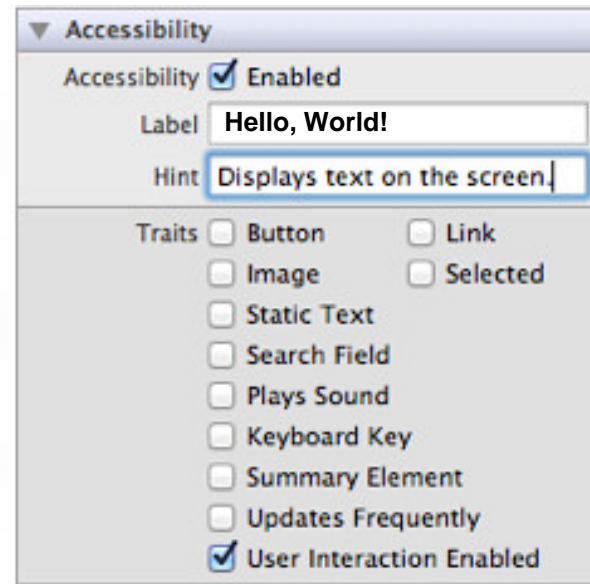 Accessibility
Accessibility Enabled
Label Hello, World!
Hint Displays text on the screen.
Traits Button Link
Image Selected
Static Text
Search Field
Plays Sound
Keyboard Key
Summary Element
Updates Frequently
User Interaction Enabled